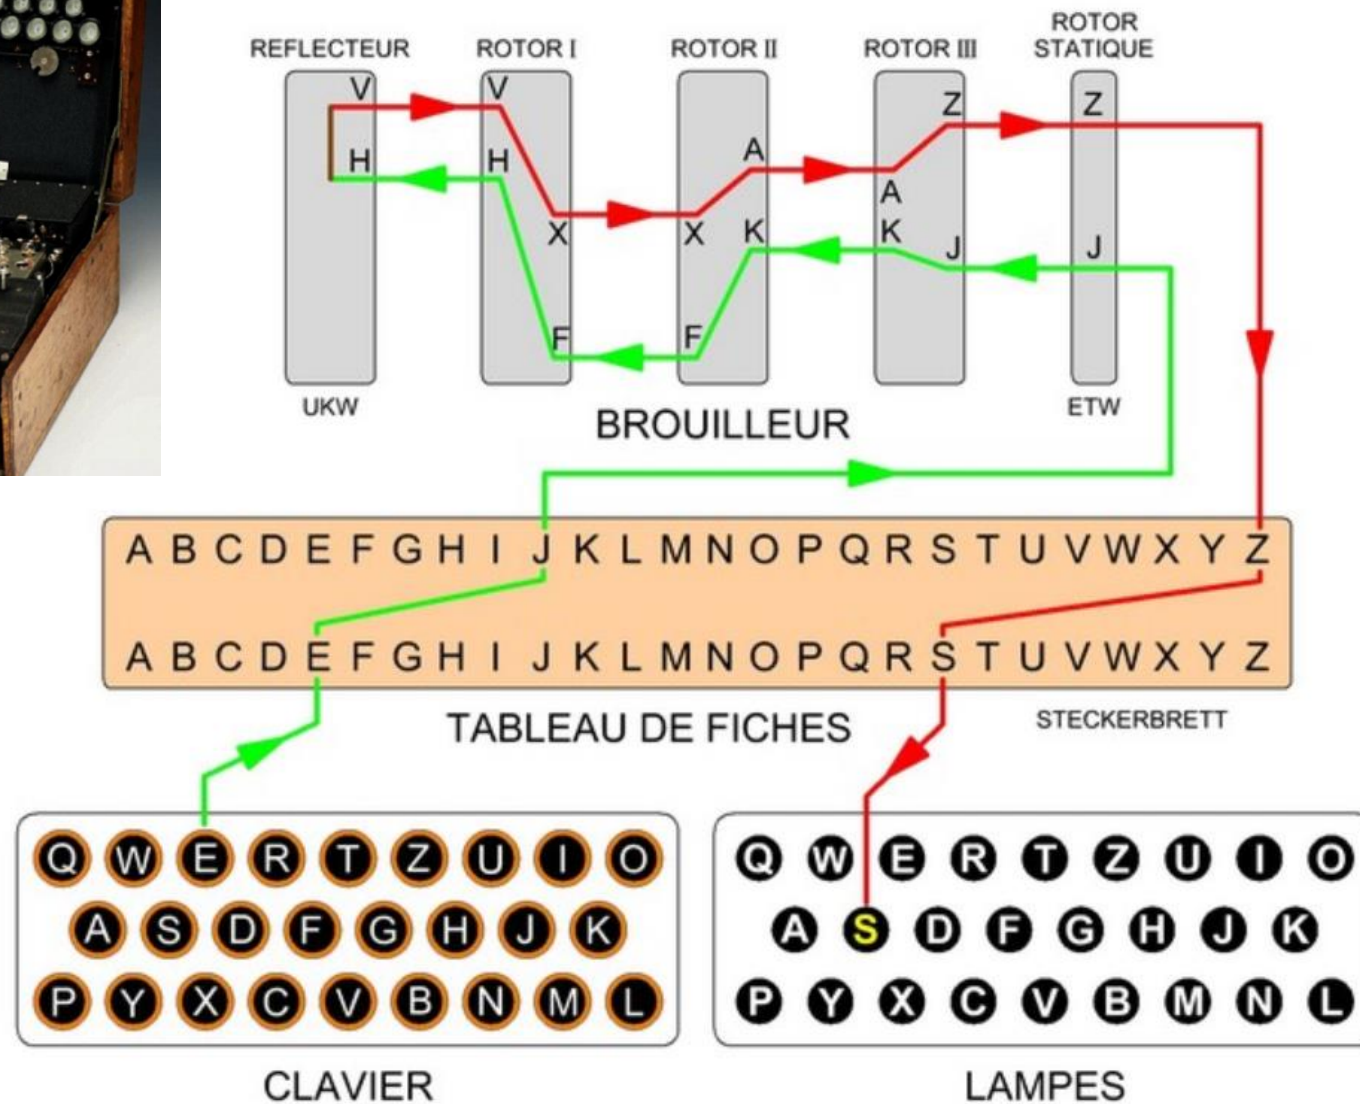 REFLECTEUR ROTOR I ROTOR II ROTOR III ROTOR STATIQUE
V V Z Z
H H A A
X X K K J J
F F
UKW ETW
BROUILLEUR
A B C D E F G H I J K L M N O P Q R S T U V W X Y Z
A B C D E F G H I J K L M N O P Q R S T U V W X Y Z
TABLEAU DE FICHES STECKERBRETT
Q W E R T Z U I O
A S D F G H J K
P Y X C V B N M L
CLAVIER
Q W E R T Z U I O
A S D F G H J K
P Y X C V B M N L
LAMPES